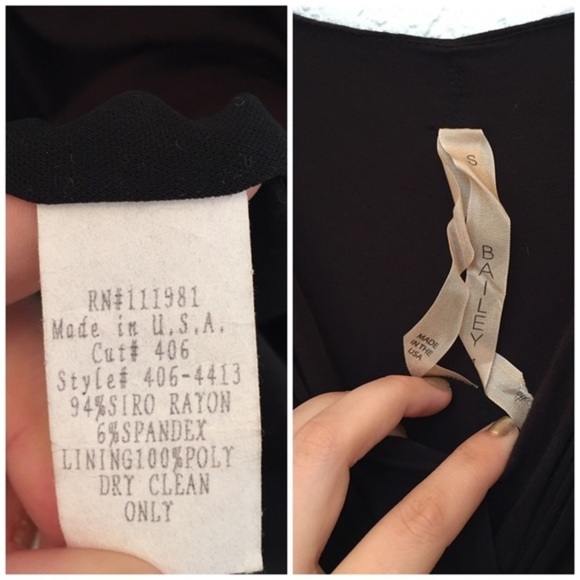 RN#111981
Made in U.S.A.
Cut# 406
Style# 406-4413
94%SIRO RAYON
6%SPANDEX
LINING100%POLY
DRY CLEAN
ONLY
S
BAILEY
MADE
IN THE
USA